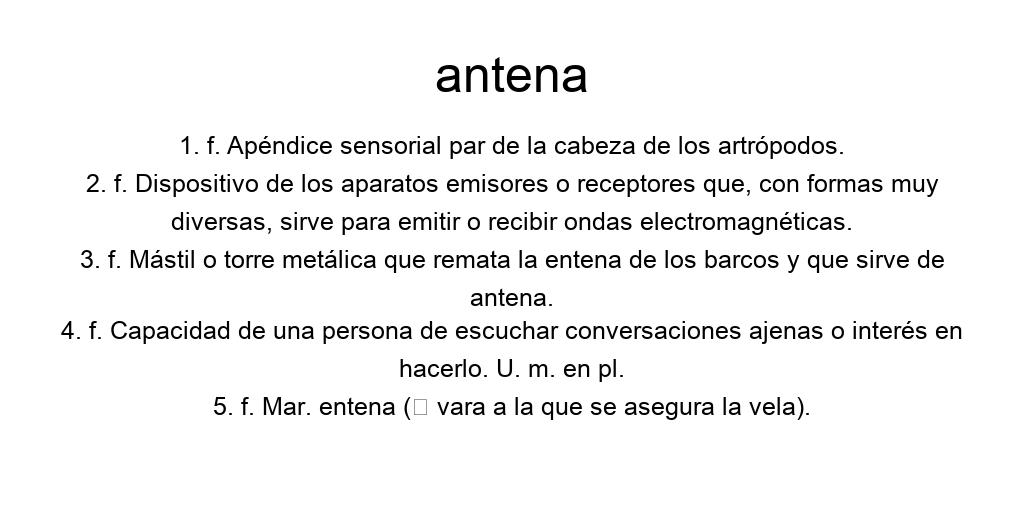 antena
1. f. Apéndice sensorial par de la cabeza de los artrópodos.
2. f. Dispositivo de los aparatos emisores o receptores que, con formas muy
diversas, sirve para emitir o recibir ondas electromagnéticas.
3. f. Mástil o torre metálica que remata la entena de los barcos y que sirve de
antena.
4. f. Capacidad de una persona de escuchar conversaciones ajenas o interés en
hacerlo. U. m. en pl.
5. f. Mar. entena (□ vara a la que se asegura la vela).